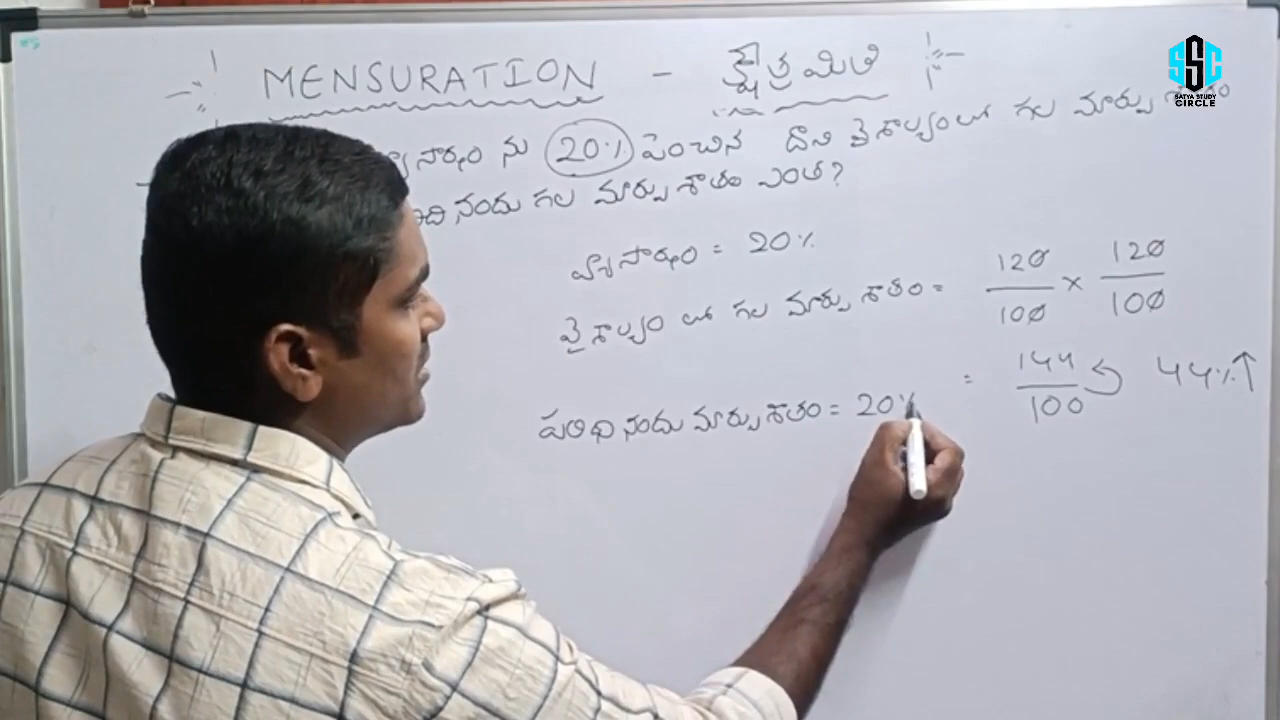 MENSURATION - క్షేత్రమితి
SSC
SATYA STUDY
CIRCLE
ను 20% పెంచిన దాని వైశాల్యంలో గల మార్పు
నందు గల మార్పు శాతం ఎంత?
వ్యాసార్థం = 20%
వైశాల్యం లో గల మార్పు శాతం = 120/100 × 120/100
= 144/100 44%↑
పరిధి నందు మార్పు శాతం = 20%